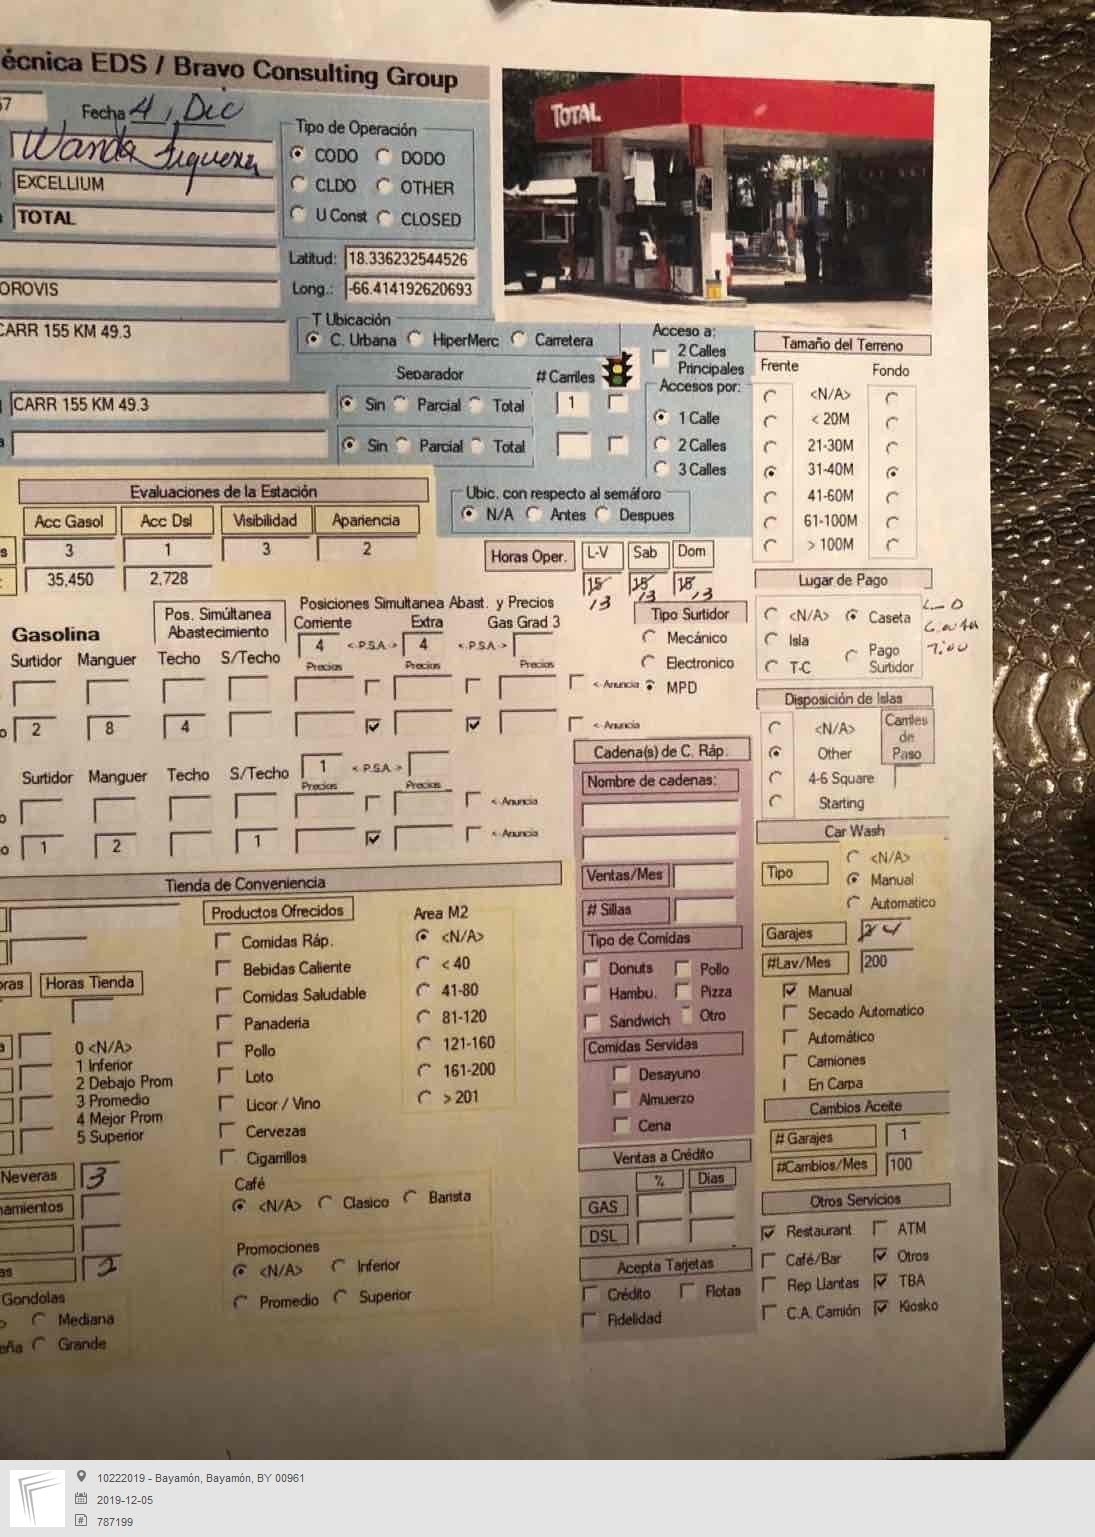 écnica EDS / Bravo Consulting Group
57 Fecha 4, Dic
Wanda Figueroa
EXCELLIUM
TOTAL
Tipo de Operación
CODO DODO
CLDO OTHER
U Const CLOSED
TOTAL
Latitud: 18.336232544526
Long.: -66.414192620693
OROVIS
CARR 155 KM 49.3
T Ubicación
C. Urbana HiperMerc Carretera
Acceso a:
2 Calles
Principales
Separador # Carriles
CARR 155 KM 49.3 Sin Parcial Total 1
Sin Parcial Total
Accesos por:
1 Calle
2 Calles
3 Calles
Tamaño del Terreno
Frente Fondo
<N/A>
< 20M
21-30M
31-40M
41-60M
61-100M
> 100M
Evaluaciones de la Estación
Acc Gasol Acc Dsl Visibilidad Apariencia
s 3 1 3 2
: 35,450 2,728
Ubic. con respecto al semáforo
N/A Antes Despues
Horas Oper. L-V Sab Dom
15 15 15
13 13 13
Lugar de Pago
<N/A> Caseta
Isla Pago
Surtidor
T-C
Gasolina
Pos. Simúltanea
Abastecimiento
Posiciones Simultanea Abast. y Precios
Corriente Extra Gas Grad 3
4 <-P.S.A-> 4 <-P.S.A->
Precios Precios Precios
Surtidor Manguer Techo S/Techo
<-Anuncia
o 2 8 4 <-Anuncia
Tipo Surtidor
Mecánico
Electronico
MPD
Surtidor Manguer Techo S/Techo 1 <-P.S.A->
Precios Precios
o <-Anuncia
o 1 2 1 <-Anuncia
Disposición de Islas
<N/A>
Other
4-6 Square
Starting
Carriles
de
Paso
Cadena(s) de C. Ráp.
Nombre de cadenas:
Ventas/Mes
# Sillas
Tipo de Comidas
Donuts Pollo
Hambu. Pizza
Sandwich Otro
Comidas Servidas
Desayuno
Almuerzo
Cena
Car Wash
Tipo
<N/A>
Manual
Automatico
Garajes 4
#Lav/Mes 200
Manual
Secado Automatico
Automático
Camiones
En Carpa
Cambios Aceite
# Garajes 1
#Cambios/Mes 100
Tienda de Conveniencia
Productos Ofrecidos
Comidas Ráp.
Bebidas Caliente
Comidas Saludable
Panaderia
Pollo
Loto
Licor / Vino
Cervezas
Cigarrillos
Area M2
<N/A>
< 40
41-80
81-120
121-160
161-200
> 201
oras Horas Tienda
0 <N/A>
1 Inferior
2 Debajo Prom
3 Promedio
4 Mejor Prom
5 Superior
Neveras 3
namientos
as 2
Gondolas
Mediana
eña Grande
Café
<N/A> Clasico Barista
Promociones
<N/A> Inferior
Promedio Superior
Ventas a Crédito
% Dias
GAS
DSL
Acepta Tarjetas
Crédito Flotas
Fidelidad
Otros Servicios
Restaurant ATM
Café/Bar Otros
Rep Llantas TBA
C.A. Camión Kiosko
10222019 - Bayamón, Bayamón, BY 00961
2019-12-05
787199